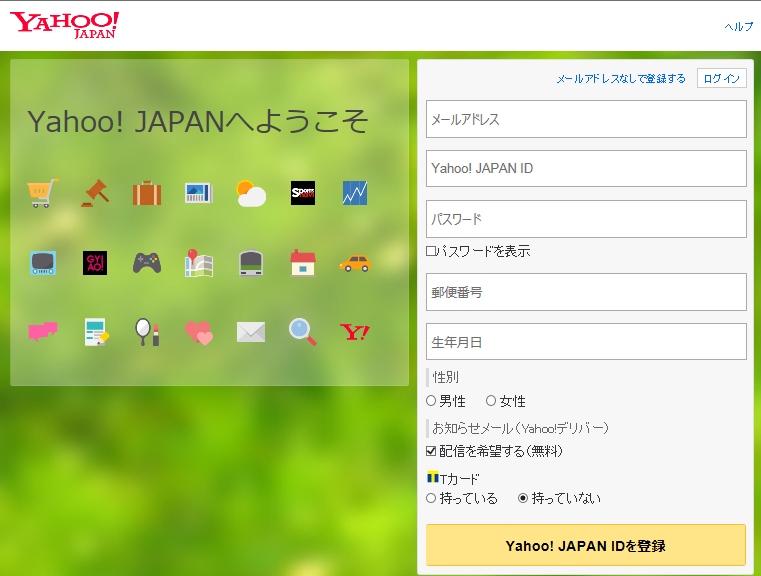 YAHOO!
JAPAN
ヘルプ
Yahoo! JAPANへようこそ
Sports
GYAO!
Y!
メールアドレスなしで登録する ログイン
メールアドレス
Yahoo! JAPAN ID
パスワード
パスワードを表示
郵便番号
生年月日
性別
男性 女性
お知らせメール(Yahoo!デリバー)
配信を希望する(無料)
Tカード
持っている 持っていない
Yahoo! JAPAN IDを登録